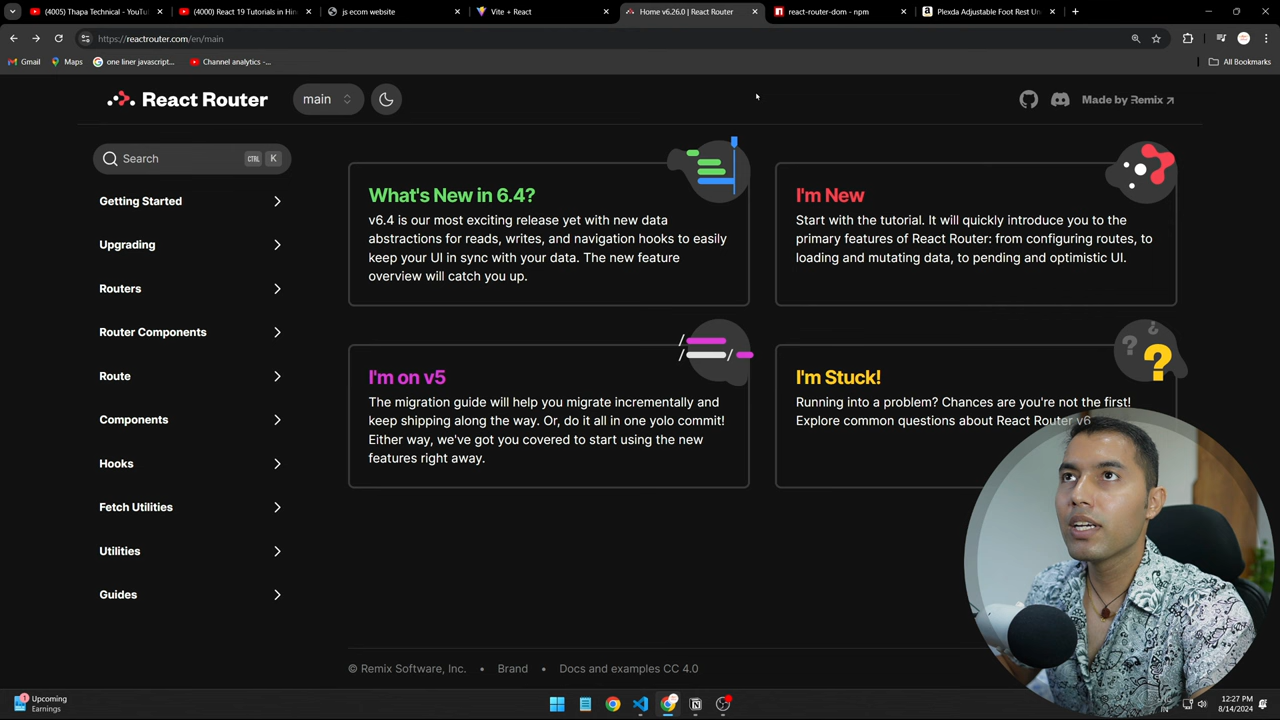 (4005) Thapa Technical - YouTu
(4000) React 19 Tutorials in Hin
js ecom website
Vite + React
Home v6.26.0 | React Router
react-router-dom - npm
Plexda Adjustable Foot Rest Un
https://reactrouter.com/en/main
Gmail
Maps
one liner javascript...
Channel analytics -...
All Bookmarks
React Router
main
Made by Remix
Search
CTRL K
Getting Started
Upgrading
Routers
Router Components
Route
Components
Hooks
Fetch Utilities
Utilities
Guides
What's New in 6.4?
v6.4 is our most exciting release yet with new data
abstractions for reads, writes, and navigation hooks to easily
keep your UI in sync with your data. The new feature
overview will catch you up.
I'm New
Start with the tutorial. It will quickly introduce you to the
primary features of React Router: from configuring routes, to
loading and mutating data, to pending and optimistic UI.
I'm on v5
The migration guide will help you migrate incrementally and
keep shipping along the way. Or, do it all in one yolo commit!
Either way, we've got you covered to start using the new
features right away.
I'm Stuck!
Running into a problem? Chances are you're not the first!
Explore common questions about React Router v6
© Remix Software, Inc. • Brand • Docs and examples CC 4.0
1
Upcoming
Earnings
12:27 PM
8/14/2024